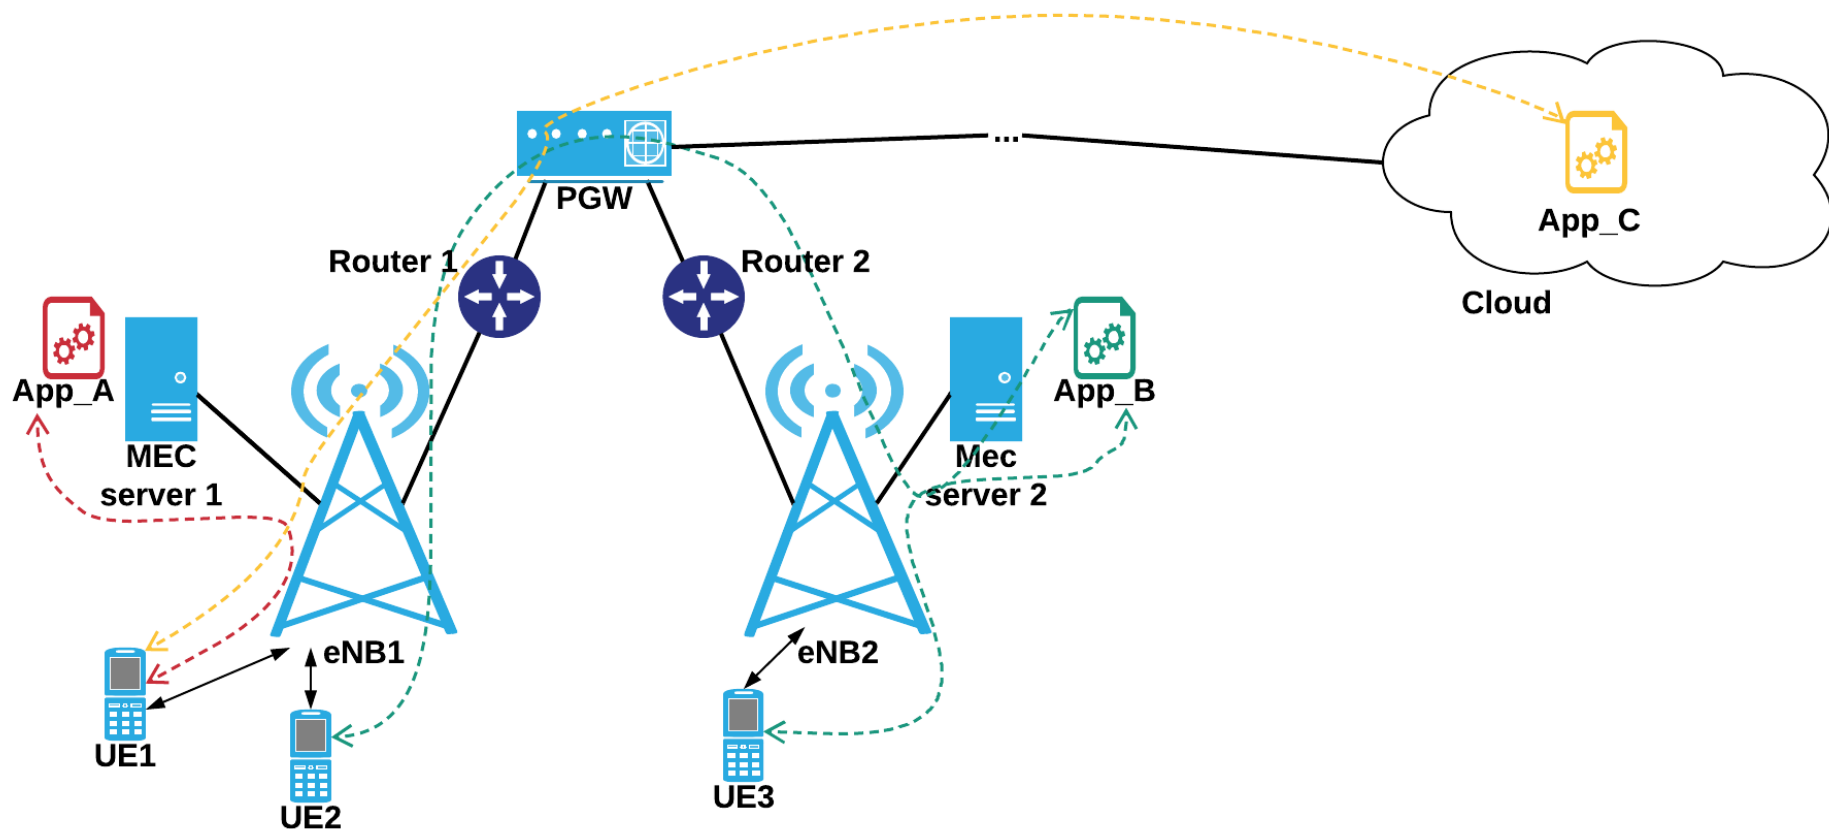 ...
PGW
App_C
Router 1
Router 2
Cloud
App_A
App_B
MEC
server 1
Mec
server 2
eNB1
eNB2
UE1
UE2
UE3